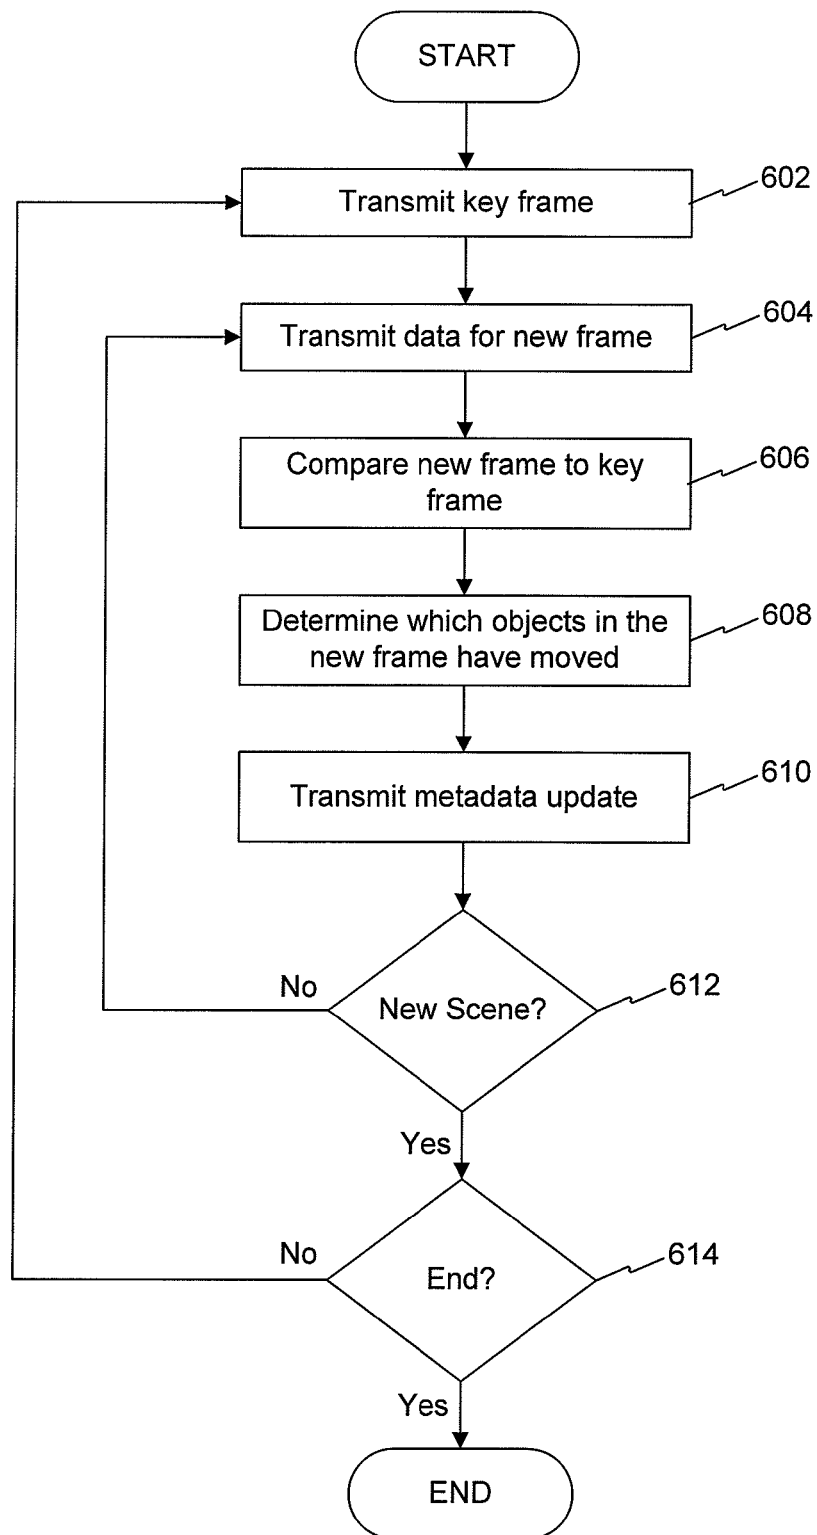 START
Transmit key frame
602
Transmit data for new frame
604
Compare new frame to key
frame
606
Determine which objects in the
new frame have moved
608
Transmit metadata update
610
No
New Scene?
612
Yes
No
End?
614
Yes
END